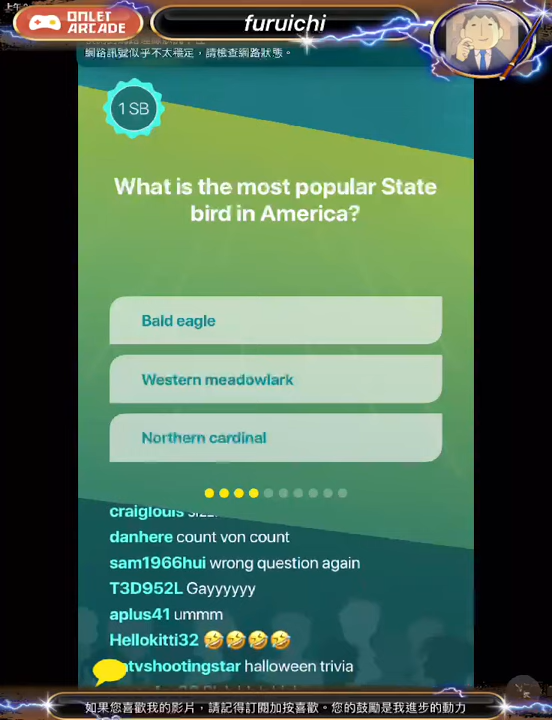 上午
OMLET
ARCADE
furuichi
網路訊號似乎不太穩定，請檢查網路狀態。
1 SB
What is the most popular State
bird in America?
Bald eagle
Western meadowlark
Northern cardinal
craiglouis
danhere count von count
sam1966hui wrong question again
T3D952L Gayyyyyy
aplus41 ummm
Hellokitti32 🤣🤣🤣🤣
tvshootingstar halloween trivia
如果您喜歡我的影片，請記得訂閱加按喜歡。您的鼓勵是我進步的動力